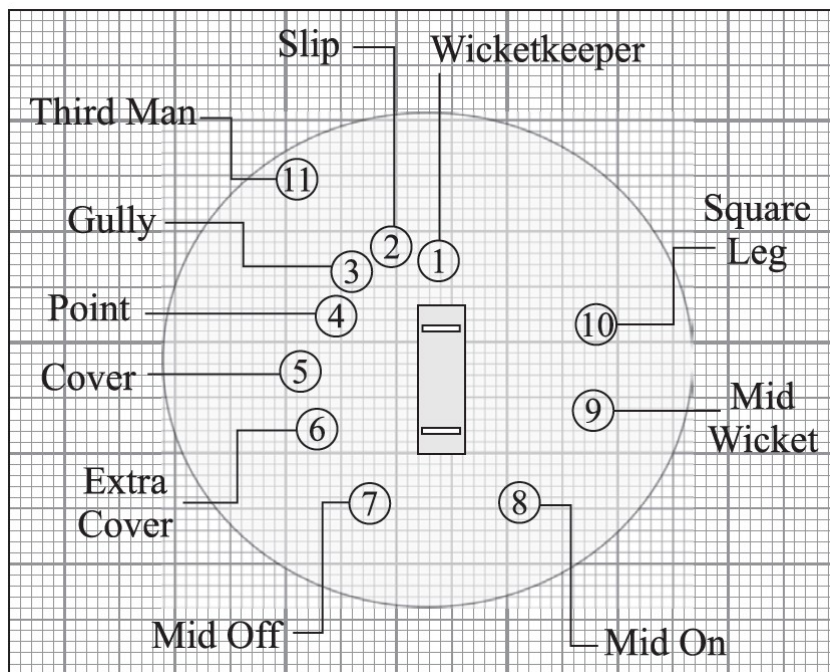 Slip
Wicketkeeper
Third Man
11
Square
Leg
Gully
2
1
3
Point
4
10
Cover
5
9
Mid
Wicket
6
Extra
Cover
7
8
Mid Off
Mid On